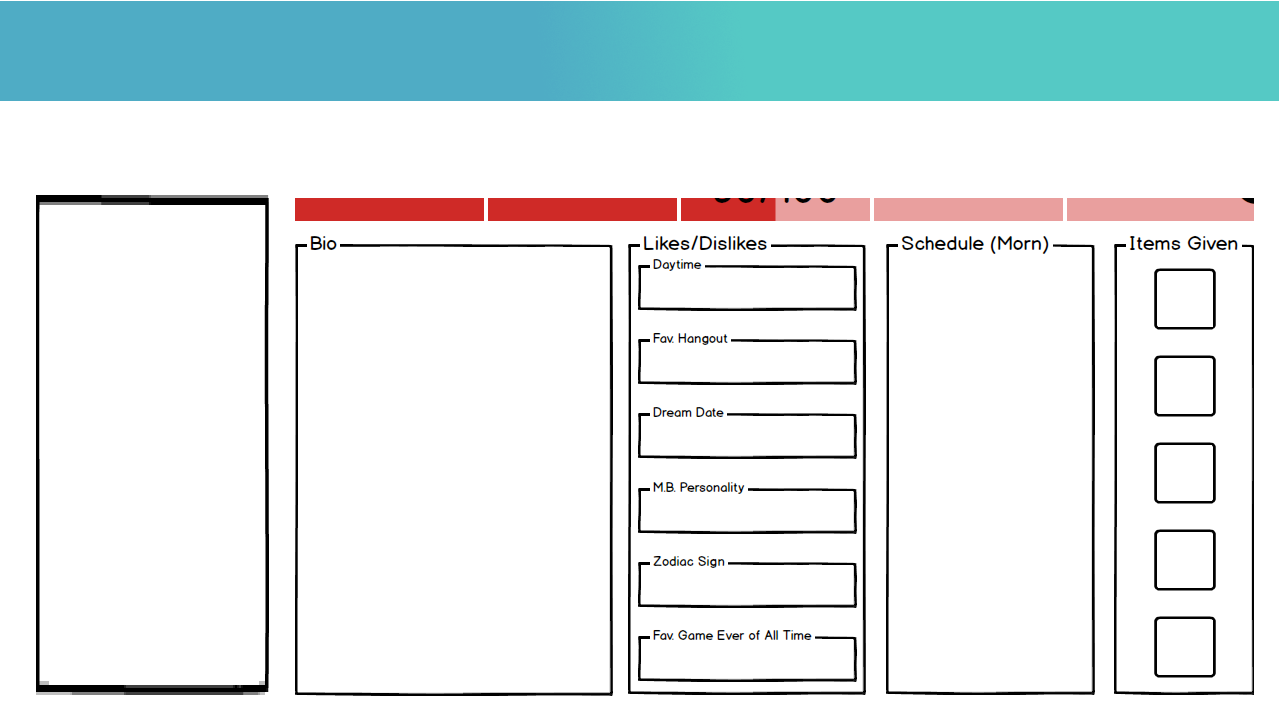 Bio
Likes/Dislikes
Schedule (Morn)
Items Given
Daytime
Fav. Hangout
Dream Date
M.B. Personality
Zodiac Sign
Fav. Game Ever of All Time